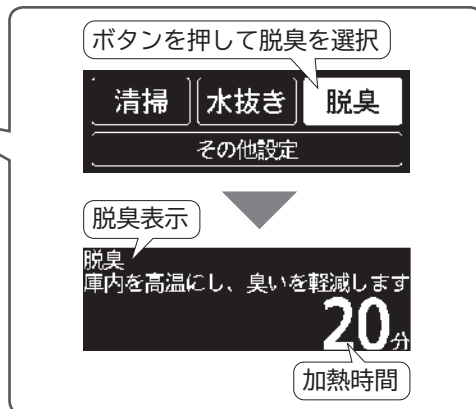 ボタンを押して脱臭を選択
清掃 水抜き 脱臭
その他設定
脱臭表示
脱臭
庫内を高温にし、臭いを軽減します
20分
加熱時間